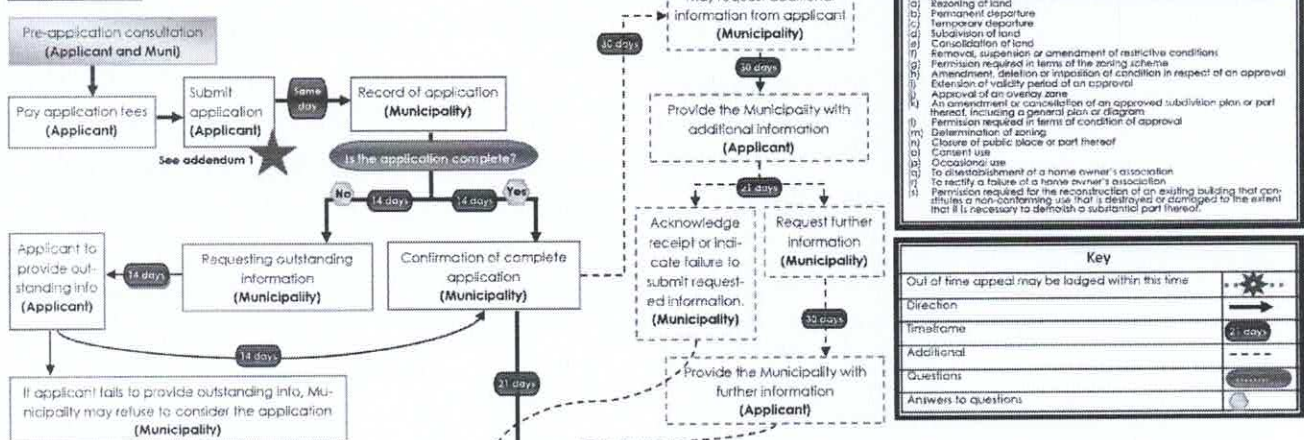 Pre-application consultation
(Applicant and Muni)
Pay application fees
(Applicant)
Submit
application
(Applicant)
See addendum 1
Same
day
Record of application
(Municipality)
Is the application complete?
No
14 days
14 days
Yes
Applicant to
provide out-
standing info
(Applicant)
14 days
Requesting outstanding
information
(Municipality)
Confirmation of complete
application
(Municipality)
14 days
If applicant fails to provide outstanding info, Mu-
nicipality may refuse to consider the application
(Municipality)
21 days
30 days
information from applicant
(Municipality)
30 days
Provide the Municipality with
additional information
(Applicant)
21 days
Acknowledge
receipt or indi-
cate failure to
submit request-
ed information.
(Municipality)
Request further
information
(Municipality)
30 days
Provide the Municipality with
further information
(Applicant)
(a) Rezoning of land
(b) Permanent departure
(c) Temporary departure
(d) Subdivision of land
(e) Consolidation of land
(f) Removal, suspension or amendment of restrictive conditions
(g) Permission required in terms of the zoning scheme
(h) Amendment, deletion or imposition of condition in respect of an approval
(i) Extension of validity period of an approval
(j) Approval of an overlay zone
(k) An amendment or cancellation of an approved subdivision plan or part
thereof, including a general plan or diagram
(l) Permission required in terms of condition of approval
(m) Determination of zoning
(n) Closure of public place or part thereof
(o) Consent use
(p) Occasional use
(q) To disestablishment of a home owner's association
(r) To rectify a failure of a home owner's association
(s) Permission required for the reconstruction of an existing building that con-
stitutes a non-conforming use that is destroyed or damaged to the extent
that it is necessary to demolish a substantial part thereof.
Key
Out of time appeal may be lodged within this time
Direction
Timeframe
21 days
Additional
Questions
Answers to questions